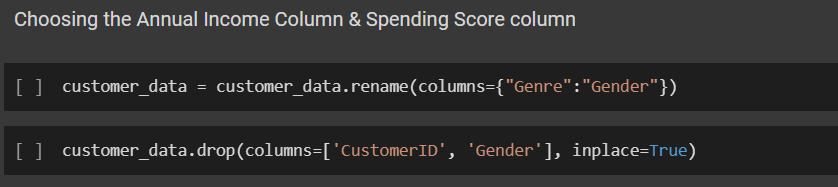 Choosing the Annual Income Column & Spending Score column
[ ] customer_data = customer_data.rename(columns={"Genre":"Gender"})
[ ] customer_data.drop(columns=['CustomerID', 'Gender'], inplace=True)